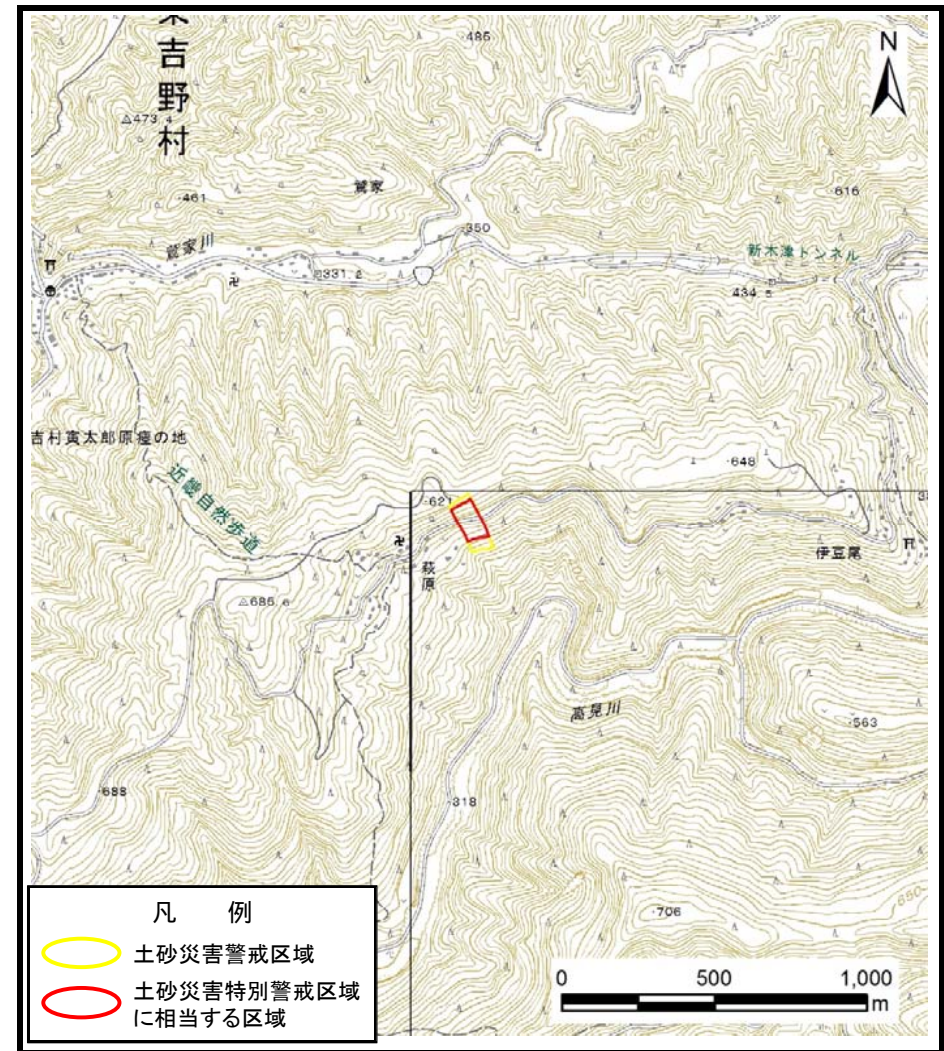 東吉野村
・485
N
△473.4
・461
鷲家
・616
・350
鷲家川
新木津トンネル
331.2
434.5
吉村寅太郎原瘞の地
・648
近畿自然歩道
・621
伊豆尾
萩原
△685.6
高見川
・563
・688
・318
650
・706
凡 例
土砂災害警戒区域
土砂災害特別警戒区域
に相当する区域
0 500 1,000
m